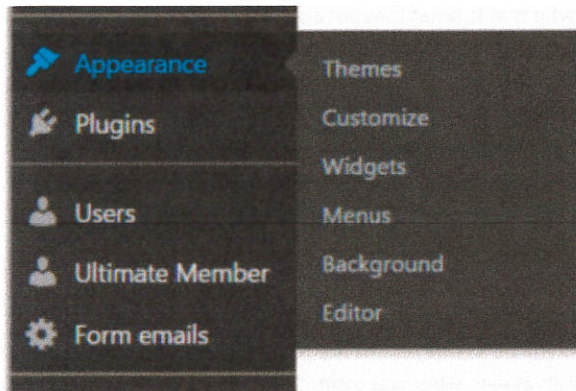 Appearance
Plugins
Users
Ultimate Member
Form emails
Themes
Customize
Widgets
Menus
Background
Editor